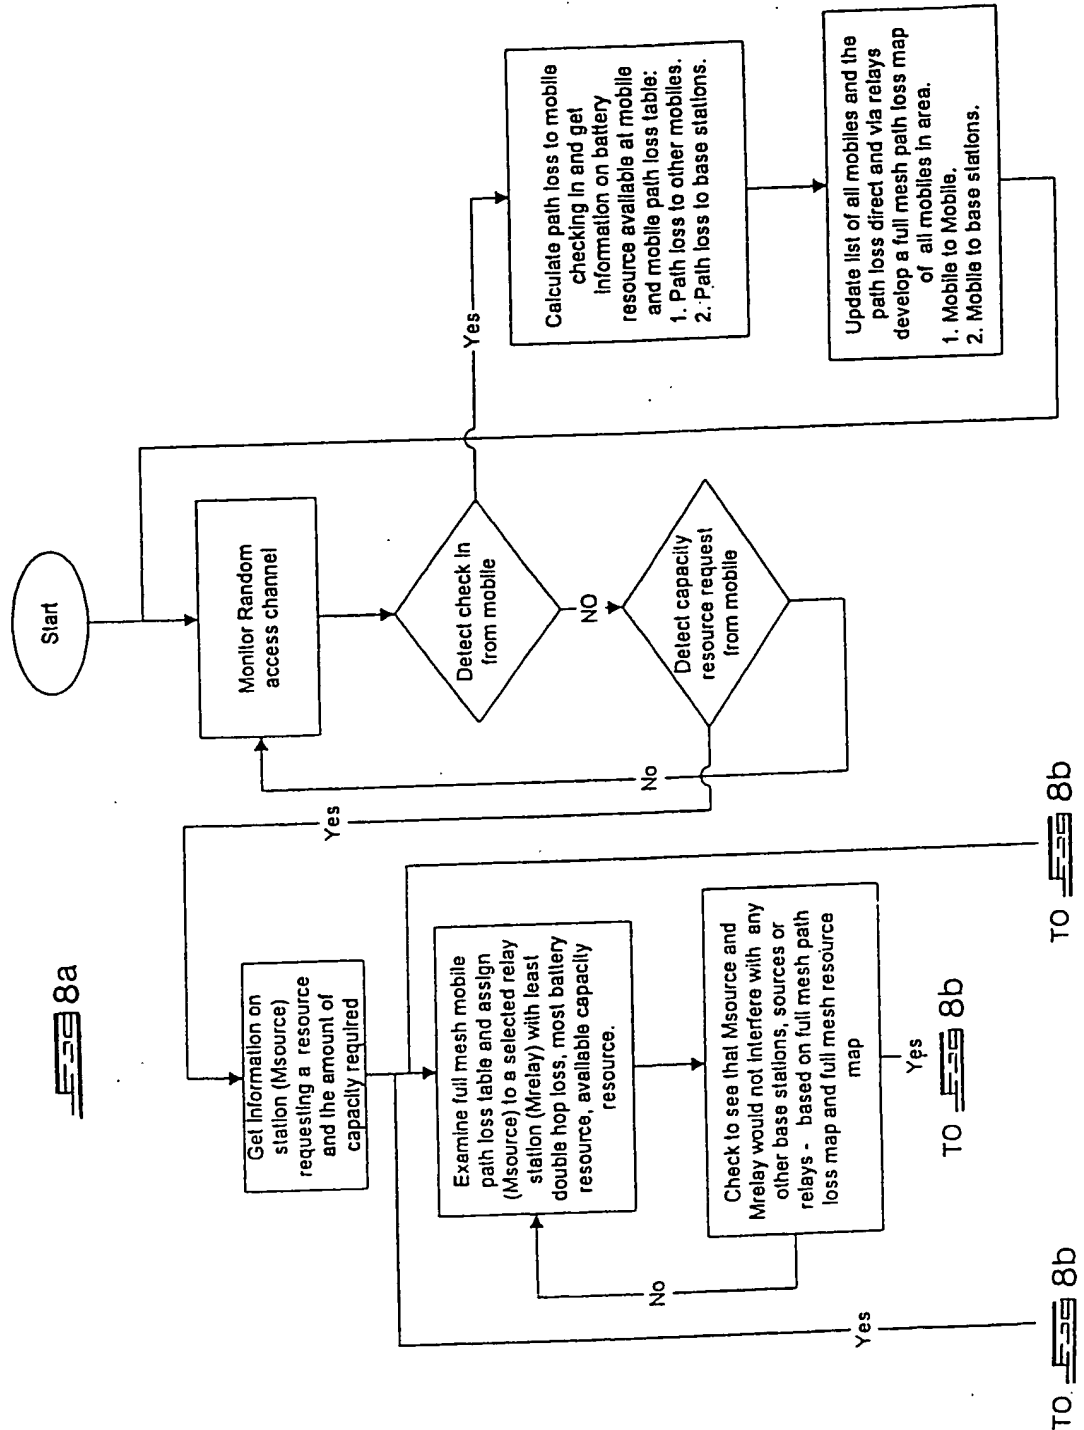 Fig 8a
Start
Monitor Random
access channel
Detect check in
from mobile
Yes
NO
Calculate path loss to mobile
checking in and get
information on battery
resource available at mobile
and mobile path loss table:
1. Path loss to other mobiles.
2. Path loss to base stations.
Update list of all mobiles and the
path loss direct and via relays
develop a full mesh path loss map
of all mobiles in area.
1. Mobile to Mobile.
2. Mobile to base stations.
Detect capacity
resource request
from mobile
No
Yes
Get Information on
station (Msource)
requesting a resource
and the amount of
capacity required
Examine full mesh mobile
path loss table and assign
(Msource) to a selected relay
station (Mrelay) with least
double hop loss, most battery
resource, available capacity
resource.
Check to see that Msource and
Mrelay would not interfere with any
other base stations, sources or
relays - based on full mesh path
loss map and full mesh resource
map
No
Yes
Yes
TO Fig 8b
TO Fig 8b
TO Fig 8b